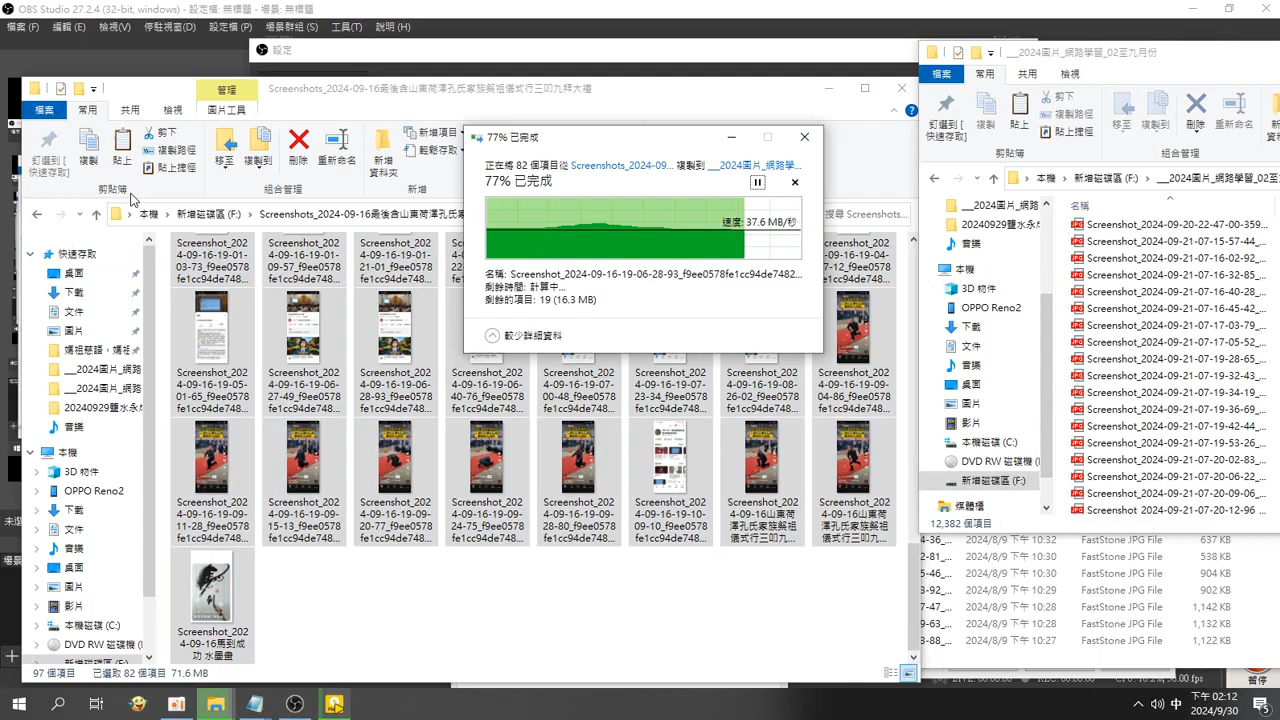 OBS Studio 27.2.4 (32-bit, windows) - 設定檔: 無標題 - 場景: 無標題
檔案 (F) 編輯 (E) 檢視(V) 停駐視窗(D) 設定檔 (P) 場景群組 (S) 工具(T) 說明 (H)
設定
___2024圖片_網路學習_02至九月份
檔案 常用 共用 檢視
釘選到 [快速存取]
複製
貼上
剪下
複製路徑
貼上捷徑
移至
複製到
刪除
重新命名
剪貼簿
組合管理
本機 > 新增磁碟區 (F:) > ___2024圖片_網路學習_02至
管理
Screenshots_2024-09-16最後含山東荷澤孔氏家族祭祖儀式行三叩九拜大禮
檔案 常用 共用 檢視 圖片工具
釘選到 [快速存取]
複製
貼上
剪下
複製路徑
貼上捷徑
移至
複製到
刪除
重新命名
新增資料夾
新增項目
輕鬆存取
剪貼簿
組合管理
新增
本機 > 新增磁碟區 (F:) > Screenshots_2024-09-16最後含山東荷澤孔氏家
搜尋 Screenshots...
77% 已完成
正在將 82 個項目從 Screenshots_2024-09... 複製到 ___2024圖片_網路學...
77% 已完成
速度: 37.6 MB/秒
名稱: Screenshot_2024-09-16-19-06-28-93_f9ee0578fe1cc94de7482...
剩餘時間: 計算中...
剩餘的項目: 19 (16.3 MB)
較少詳細資料
快速存取
桌面
下載
文件
圖片
媽祖慈語，媽祖
___2024圖片_網路
___2024圖片_網路
20240929鹽水永
音樂
本機
3D 物件
OPPO Reno2
下載
文件
音樂
桌面
圖片
影片
本機磁碟 (C:)
DVD RW 磁碟機 (
Screenshot_2024-09-16-19-01-03-73_f9ee0578fe1cc94de748...
Screenshot_2024-09-16-19-01-09-57_f9ee0578fe1cc94de748...
Screenshot_2024-09-16-19-01-21-01_f9ee0578fe1cc94de748...
Screenshot_2024-09-16-19-05-01-65_f9ee0578fe1cc94de748...
Screenshot_2024-09-16-19-06-27-49_f9ee0578fe1cc94de748...
Screenshot_2024-09-16-19-06-28-93_f9ee0578fe1cc94de748...
Screenshot_2024-09-16-19-06-40-76_f9ee0578fe1cc94de748...
Screenshot_2024-09-16-19-07-00-48_f9ee0578fe1cc94de748...
Screenshot_2024-09-16-19-07-23-34_f9ee0578fe1cc94de748...
Screenshot_2024-09-16-19-08-26-02_f9ee0578fe1cc94de748...
Screenshot_2024-09-16-19-09-04-86_f9ee0578fe1cc94de748...
Screenshot_2024-09-16-19-09-11-28_f9ee0578fe1cc94de748...
Screenshot_2024-09-16-19-09-15-13_f9ee0578fe1cc94de748...
Screenshot_2024-09-16-19-09-20-77_f9ee0578fe1cc94de748...
Screenshot_2024-09-16-19-09-24-75_f9ee0578fe1cc94de748...
Screenshot_2024-09-16-19-09-28-80_f9ee0578fe1cc94de748...
Screenshot_2024-09-16-19-10-09-10_f9ee0578fe1cc94de748...
Screenshot_2024-09-16山東荷澤孔氏家族祭祖儀式行三叩九...
Screenshot_2024-09-16山東荷澤孔氏家族祭祖儀式行三叩九...
Screenshot_2024-09-16馬到成功 水墨畫
97 個項目 已選取 82 個項目 71.6 MB
___2024圖片_網路
20240929鹽水永
音樂
本機
3D 物件
OPPO Reno2
下載
文件
音樂
桌面
圖片
影片
本機磁碟 (C:)
DVD RW 磁碟機 (
新增磁碟區 (F:)
媒體櫃
12,382 個項目
名稱
Screenshot_2024-09-20-22-47-00-359...
Screenshot_2024-09-21-07-15-57-44_...
Screenshot_2024-09-21-07-16-02-92_...
Screenshot_2024-09-21-07-16-32-85_...
Screenshot_2024-09-21-07-16-40-28_...
Screenshot_2024-09-21-07-16-45-42_...
Screenshot_2024-09-21-07-17-03-79_...
Screenshot_2024-09-21-07-17-05-52_...
Screenshot_2024-09-21-07-19-28-65_...
Screenshot_2024-09-21-07-19-32-43_...
Screenshot_2024-09-21-07-19-34-19_...
Screenshot_2024-09-21-07-19-36-69_...
Screenshot_2024-09-21-07-19-42-44_...
Screenshot_2024-09-21-07-19-53-26_...
Screenshot_2024-09-21-07-20-02-83_...
Screenshot_2024-09-21-07-20-06-22_...
Screenshot_2024-09-21-07-20-09-06_...
Screenshot 2024-09-21-07-20-12-96
4-36_... 2024/8/9 下午 10:32 FastStone JPG File 637 KB
2-81_... 2024/8/9 下午 10:30 FastStone JPG File 538 KB
5-46_... 2024/8/9 下午 10:30 FastStone JPG File 904 KB
3-92_... 2024/8/9 下午 10:29 FastStone JPG File 902 KB
7-47_... 2024/8/9 下午 10:28 FastStone JPG File 1,142 KB
9-63_... 2024/8/9 下午 10:28 FastStone JPG File 1,132 KB
3-88_... 2024/8/9 下午 10:27 FastStone JPG File 1,122 KB
暫停
中
下午 02:12
2024/9/30
5